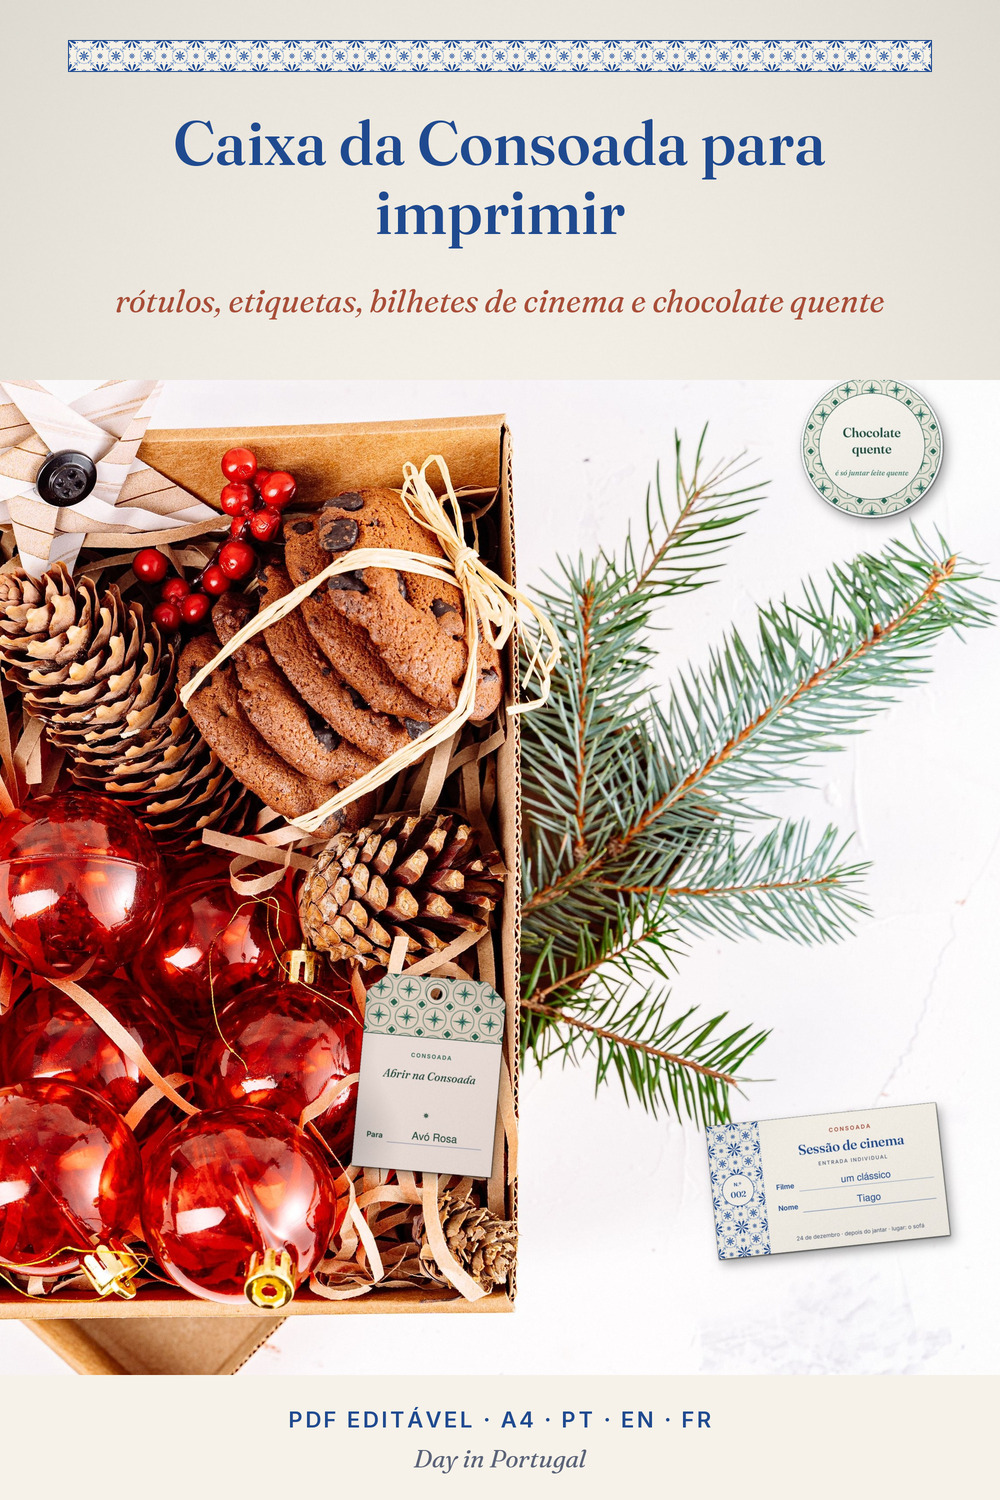 Caixa da Consoada para
imprimir
rótulos, etiquetas, bilhetes de cinema e chocolate quente
Chocolate
quente
é só juntar leite quente
CONSOADA
Abrir na Consoada
Para Avó Rosa
CONSOADA
Sessão de cinema
ENTRADA INDIVIDUAL
N.º
002
Filme um clássico
Nome Tiago
24 de dezembro · depois do jantar · lugar: o sofá
PDF EDITÁVEL · A4 · PT · EN · FR
Day in Portugal